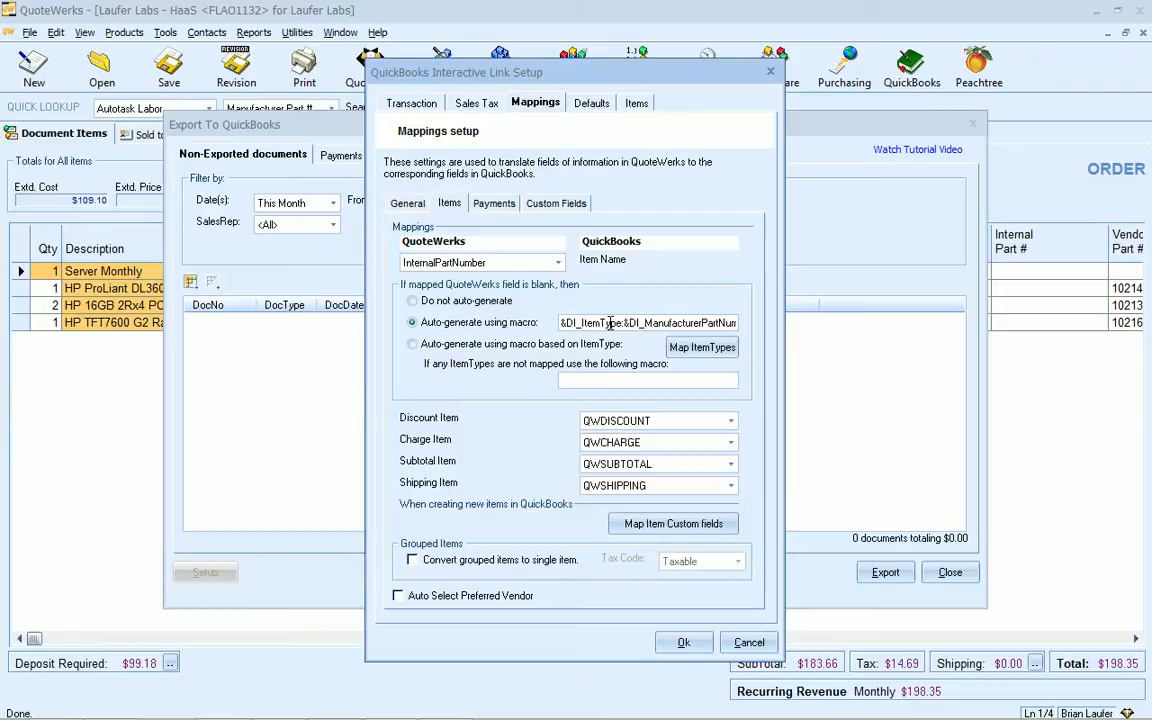 QuoteWerks - [Laufer Labs - HaaS <FLAO1132> for Laufer Labs]
File Edit View Products Tools Contacts Reports Utilities Window Help
New Open Save Revision Print Purchasing QuickBooks Peachtree
QUICK LOOKUP Autotask Labor Manufacturer Part #
Document Items Sold to
Totals for All items
Extd. Cost Extd. Price
$109.10
ORDER
Qty Description Internal Part #
1 Server Monthly
1 HP ProLiant DL360 10214
2 HP 16GB 2Rx4 PC 10213
1 HP TFT7600 G2 Ra 10216
Export To QuickBooks
Non-Exported documents Payments
Watch Tutorial Video
Filter by:
Date(s): This Month
SalesRep: <All>
DocNo DocType DocDate
0 documents totaling $0.00
Setup Export Close
QuickBooks Interactive Link Setup
Transaction Sales Tax Mappings Defaults Items
Mappings setup
These settings are used to translate fields of information in QuoteWerks to the
corresponding fields in QuickBooks.
General Items Payments Custom Fields
Mappings
QuoteWerks QuickBooks
InternalPartNumber Item Name
If mapped QuoteWerks field is blank, then
Do not auto-generate
Auto-generate using macro: &DI_ItemType:&DI_ManufacturerPartNum
Auto-generate using macro based on ItemType: Map ItemTypes
If any ItemTypes are not mapped use the following macro:
Discount Item QWDISCOUNT
Charge Item QWCHARGE
Subtotal Item QWSUBTOTAL
Shipping Item QWSHIPPING
When creating new items in QuickBooks
Map Item Custom fields
Grouped Items
Convert grouped items to single item. Tax Code: Taxable
Auto Select Preferred Vendor
Ok Cancel
Deposit Required: $99.18
Subtotal: $183.66 Tax: $14.69 Shipping: $0.00 Total: $198.35
Recurring Revenue Monthly $198.35
Done. Ln 1/4 Brian Laufer